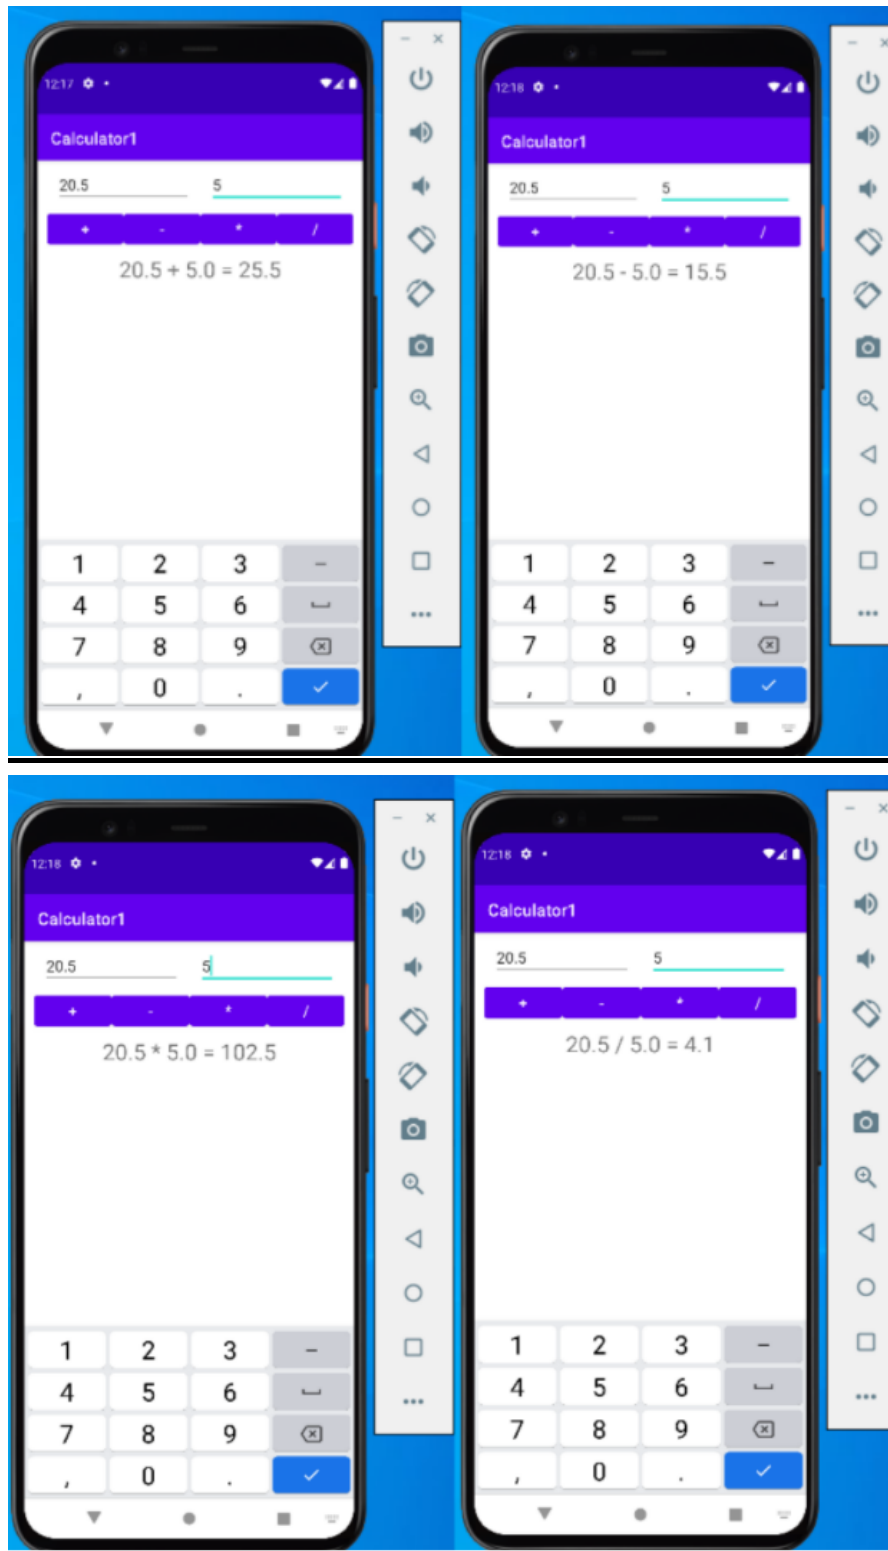 12:17
Calculator1
20.5 5
+ - * /
20.5 + 5.0 = 25.5
1 2 3 –
4 5 6
7 8 9
, 0 .
12:18
Calculator1
20.5 5
+ - * /
20.5 - 5.0 = 15.5
1 2 3 –
4 5 6
7 8 9
, 0 .
12:18
Calculator1
20.5 5
+ - * /
20.5 * 5.0 = 102.5
1 2 3 –
4 5 6
7 8 9
, 0 .
12:18
Calculator1
20.5 5
+ - * /
20.5 / 5.0 = 4.1
1 2 3 –
4 5 6
7 8 9
, 0 .